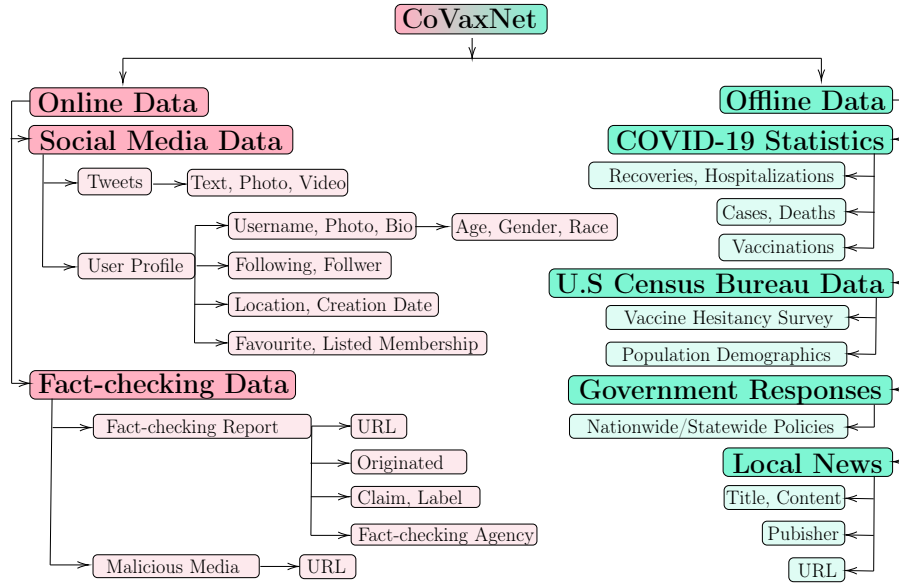 CoVaxNet
Online Data
Social Media Data
Tweets
Text, Photo, Video
User Profile
Username, Photo, Bio
Age, Gender, Race
Following, Follwer
Location, Creation Date
Favourite, Listed Membership
Fact-checking Data
Fact-checking Report
URL
Originated
Claim, Label
Fact-checking Agency
Malicious Media
URL
Offline Data
COVID-19 Statistics
Recoveries, Hospitalizations
Cases, Deaths
Vaccinations
U.S Census Bureau Data
Vaccine Hesitancy Survey
Population Demographics
Government Responses
Nationwide/Statewide Policies
Local News
Title, Content
Pubisher
URL